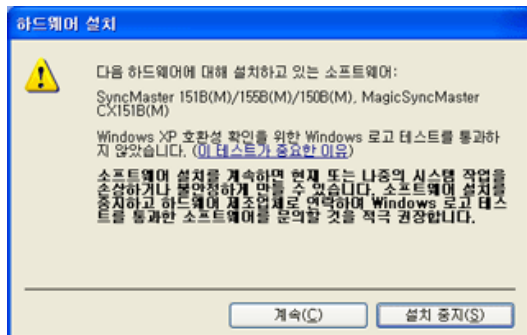 하드웨어 설치
다음 하드웨어에 대해 설치하고 있는 소프트웨어:
SyncMaster 151B(M)/155B(M)/150B(M), MagicSyncMaster
CX151B(M)
Windows XP 호환성 확인을 위한 Windows 로고 테스트를 통과하
지 않았습니다. (이 테스트가 중요한 이유)
소프트웨어 설치를 계속하면 현재 또는 나중의 시스템 작업을
손상하거나 불안정하게 만들 수 있습니다. 소프트웨어 설치를
중지하고 하드웨어 제조업체로 연락하여 Windows 로고 테스
트를 통과한 소프트웨어를 문의할 것을 적극 권장합니다.
계속(C)
설치 중지(S)